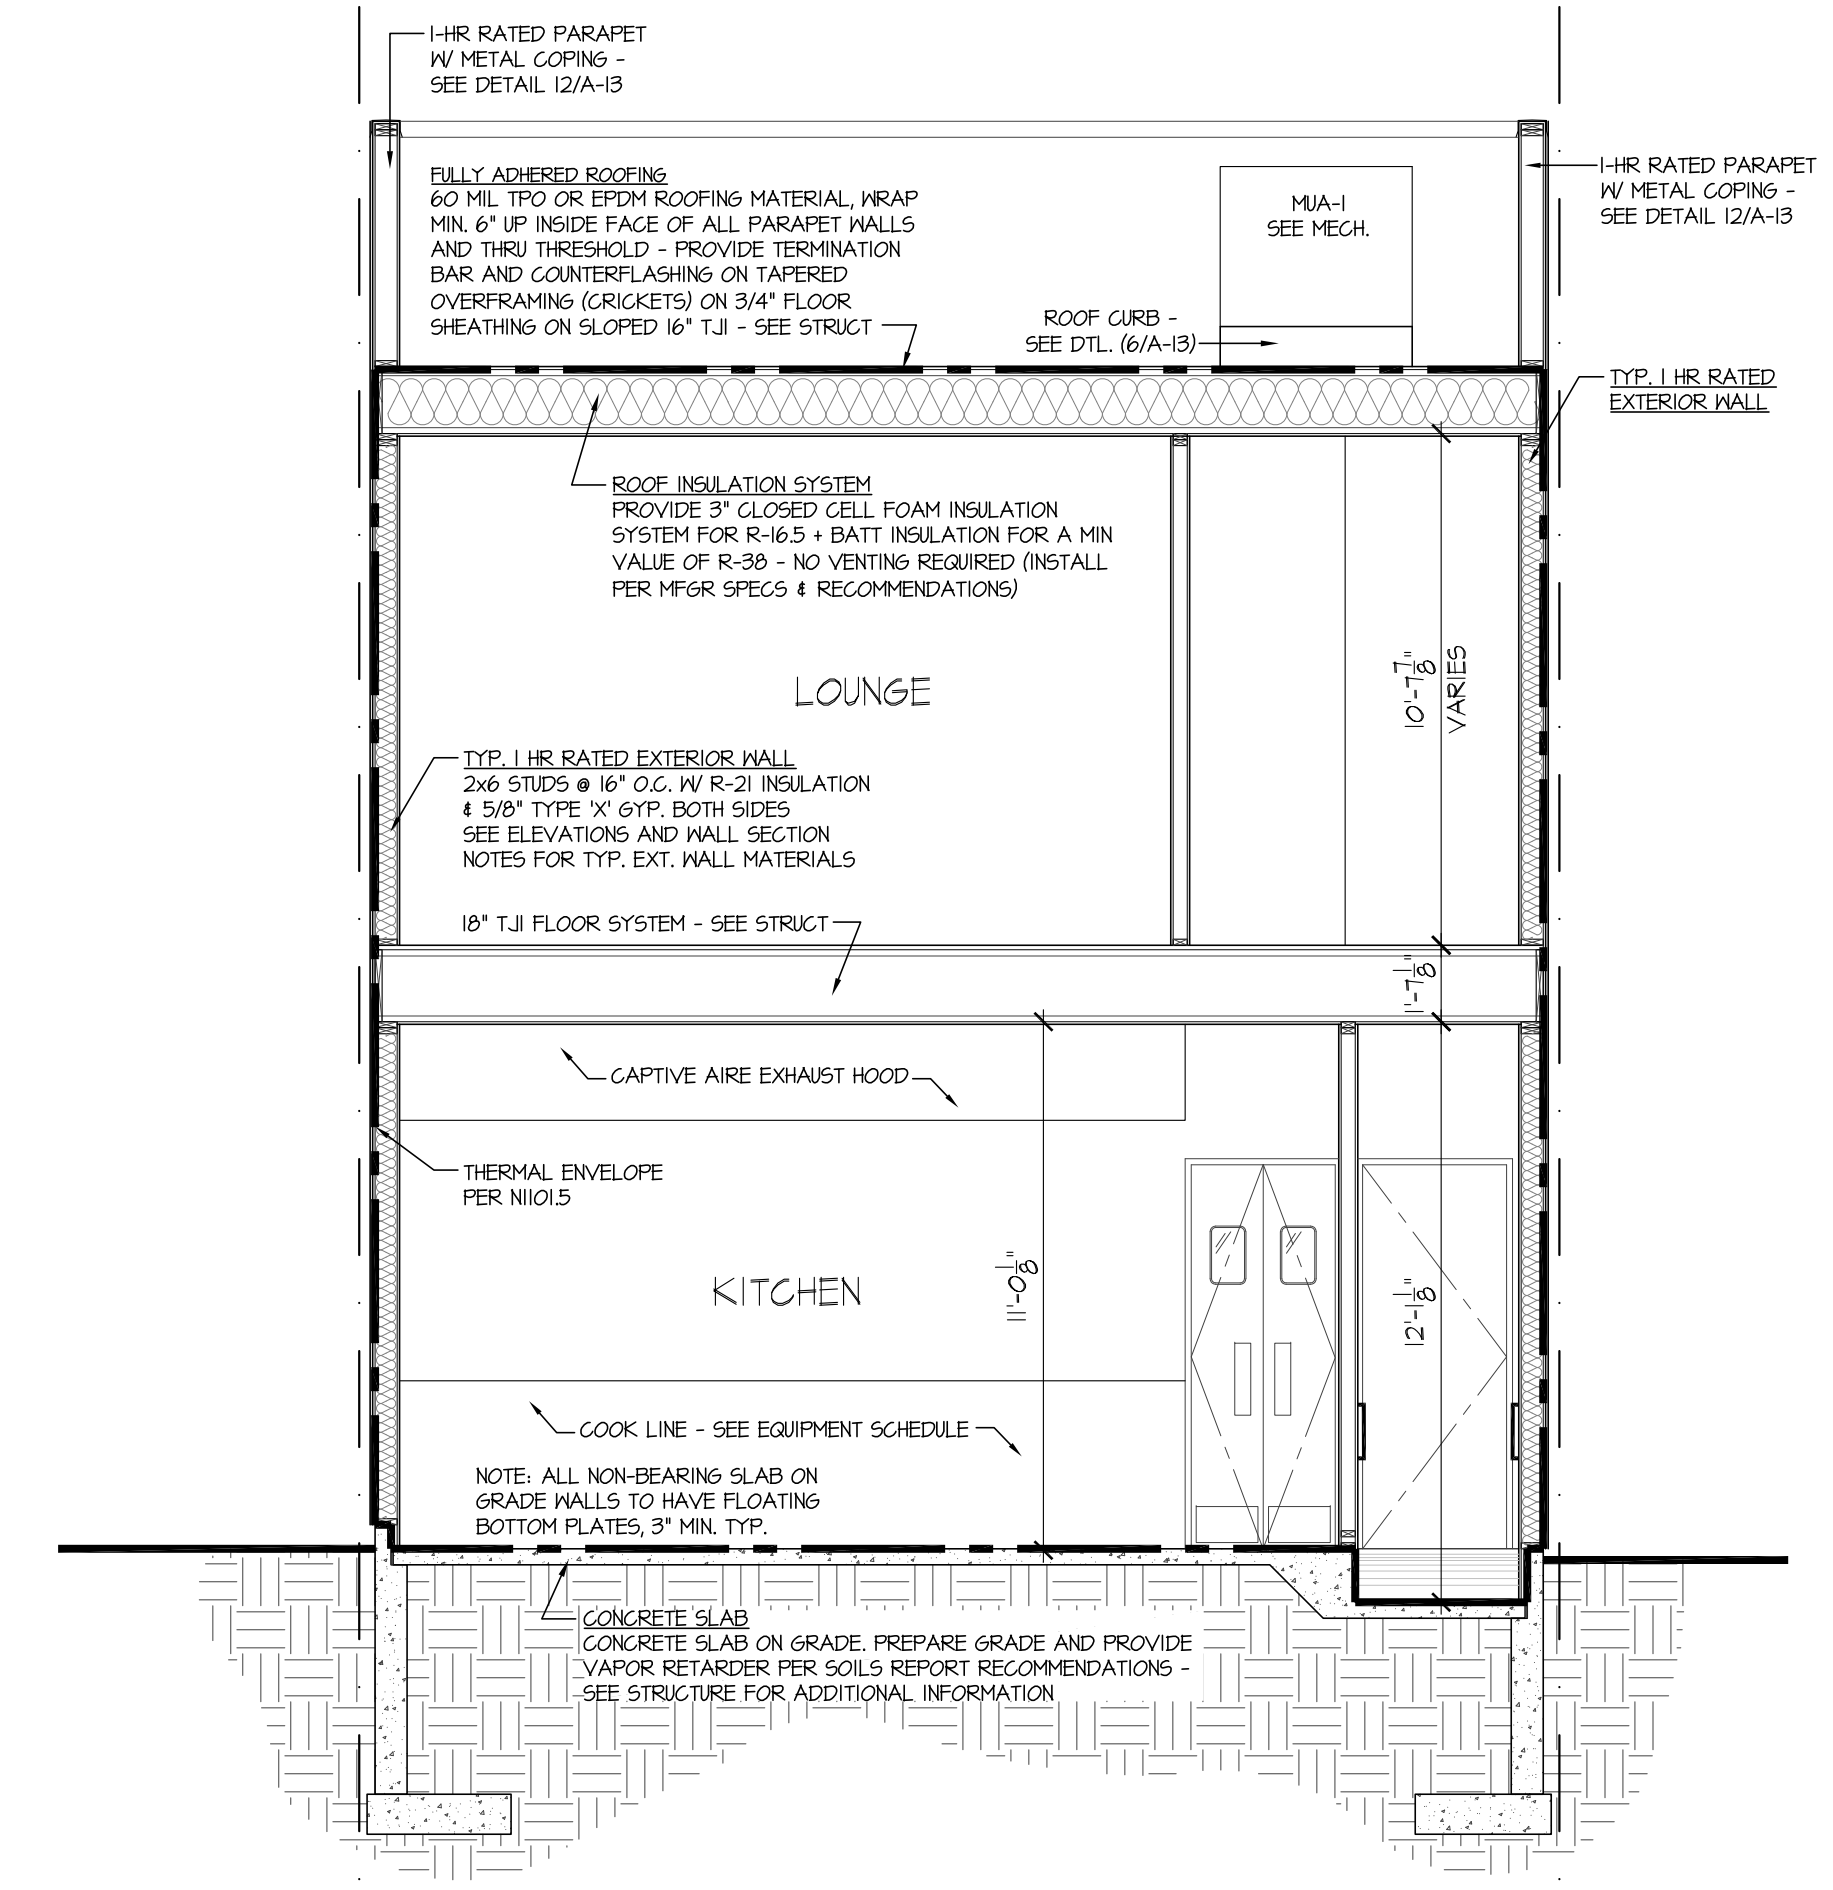 1-HR RATED PARAPET
W/ METAL COPING -
SEE DETAIL 12/A-13
1-HR RATED PARAPET
W/ METAL COPING -
SEE DETAIL 12/A-13
FULLY ADHERED ROOFING
60 MIL TPO OR EPDM ROOFING MATERIAL, WRAP
MIN. 6" UP INSIDE FACE OF ALL PARAPET WALLS
AND THRU THRESHOLD - PROVIDE TERMINATION
BAR AND COUNTERFLASHING ON TAPERED
OVERFRAMING (CRICKETS) ON 3/4" FLOOR
SHEATHING ON SLOPED 16" TJI - SEE STRUCT
MUA-1
SEE MECH.
ROOF CURB -
SEE DTL. (6/A-13)
TYP. 1 HR RATED
EXTERIOR WALL
ROOF INSULATION SYSTEM
PROVIDE 3" CLOSED CELL FOAM INSULATION
SYSTEM FOR R-16.5 + BATT INSULATION FOR A MIN
VALUE OF R-38 - NO VENTING REQUIRED (INSTALL
PER MFGR SPECS & RECOMMENDATIONS)
LOUNGE
10'-7 7/8"
VARIES
TYP. 1 HR RATED EXTERIOR WALL
2x6 STUDS @ 16" O.C. W/ R-21 INSULATION
& 5/8" TYPE 'X' GYP. BOTH SIDES
SEE ELEVATIONS AND WALL SECTION
NOTES FOR TYP. EXT. WALL MATERIALS
18" TJI FLOOR SYSTEM - SEE STRUCT
1'-7 1/8"
CAPTIVE AIRE EXHAUST HOOD
THERMAL ENVELOPE
PER N1101.5
KITCHEN
11'-0 1/8"
12'-1 1/8"
COOK LINE - SEE EQUIPMENT SCHEDULE
NOTE: ALL NON-BEARING SLAB ON
GRADE WALLS TO HAVE FLOATING
BOTTOM PLATES, 3" MIN. TYP.
CONCRETE SLAB
CONCRETE SLAB ON GRADE. PREPARE GRADE AND PROVIDE
VAPOR RETARDER PER SOILS REPORT RECOMMENDATIONS -
SEE STRUCTURE FOR ADDITIONAL INFORMATION